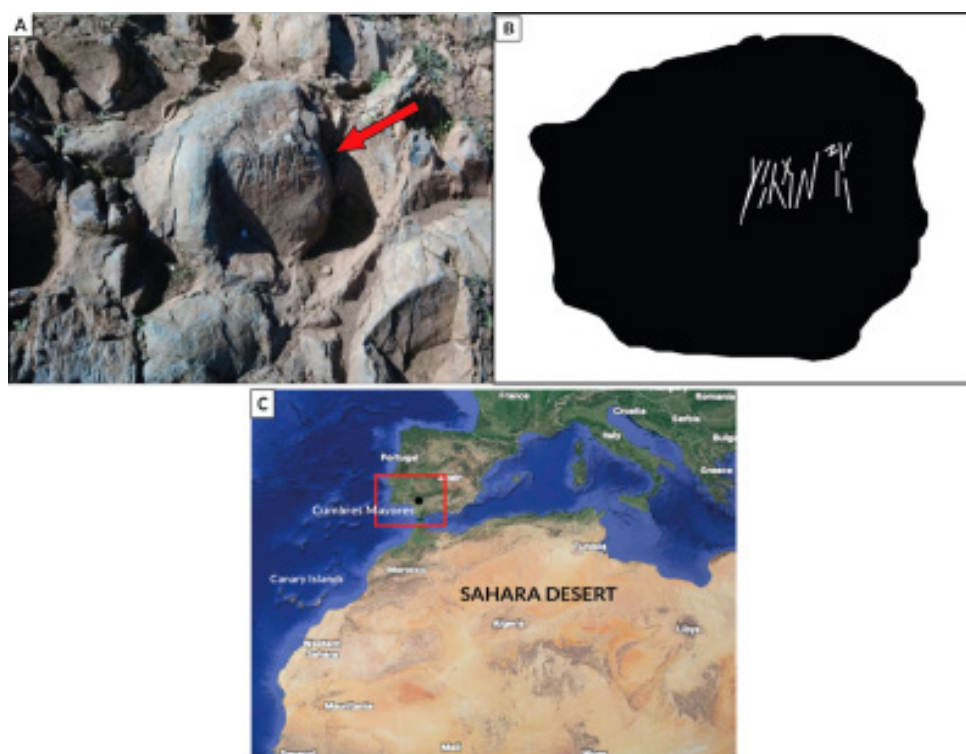 A
B
C
France
Croatia
Romania
Serbia
Italy
Portugal
Spain
Greece
Cumbres Mayores
Tunisia
Morocco
Canary Islands
SAHARA DESERT
Algeria
Libya
Western
Sahara
Mauritania
Mali